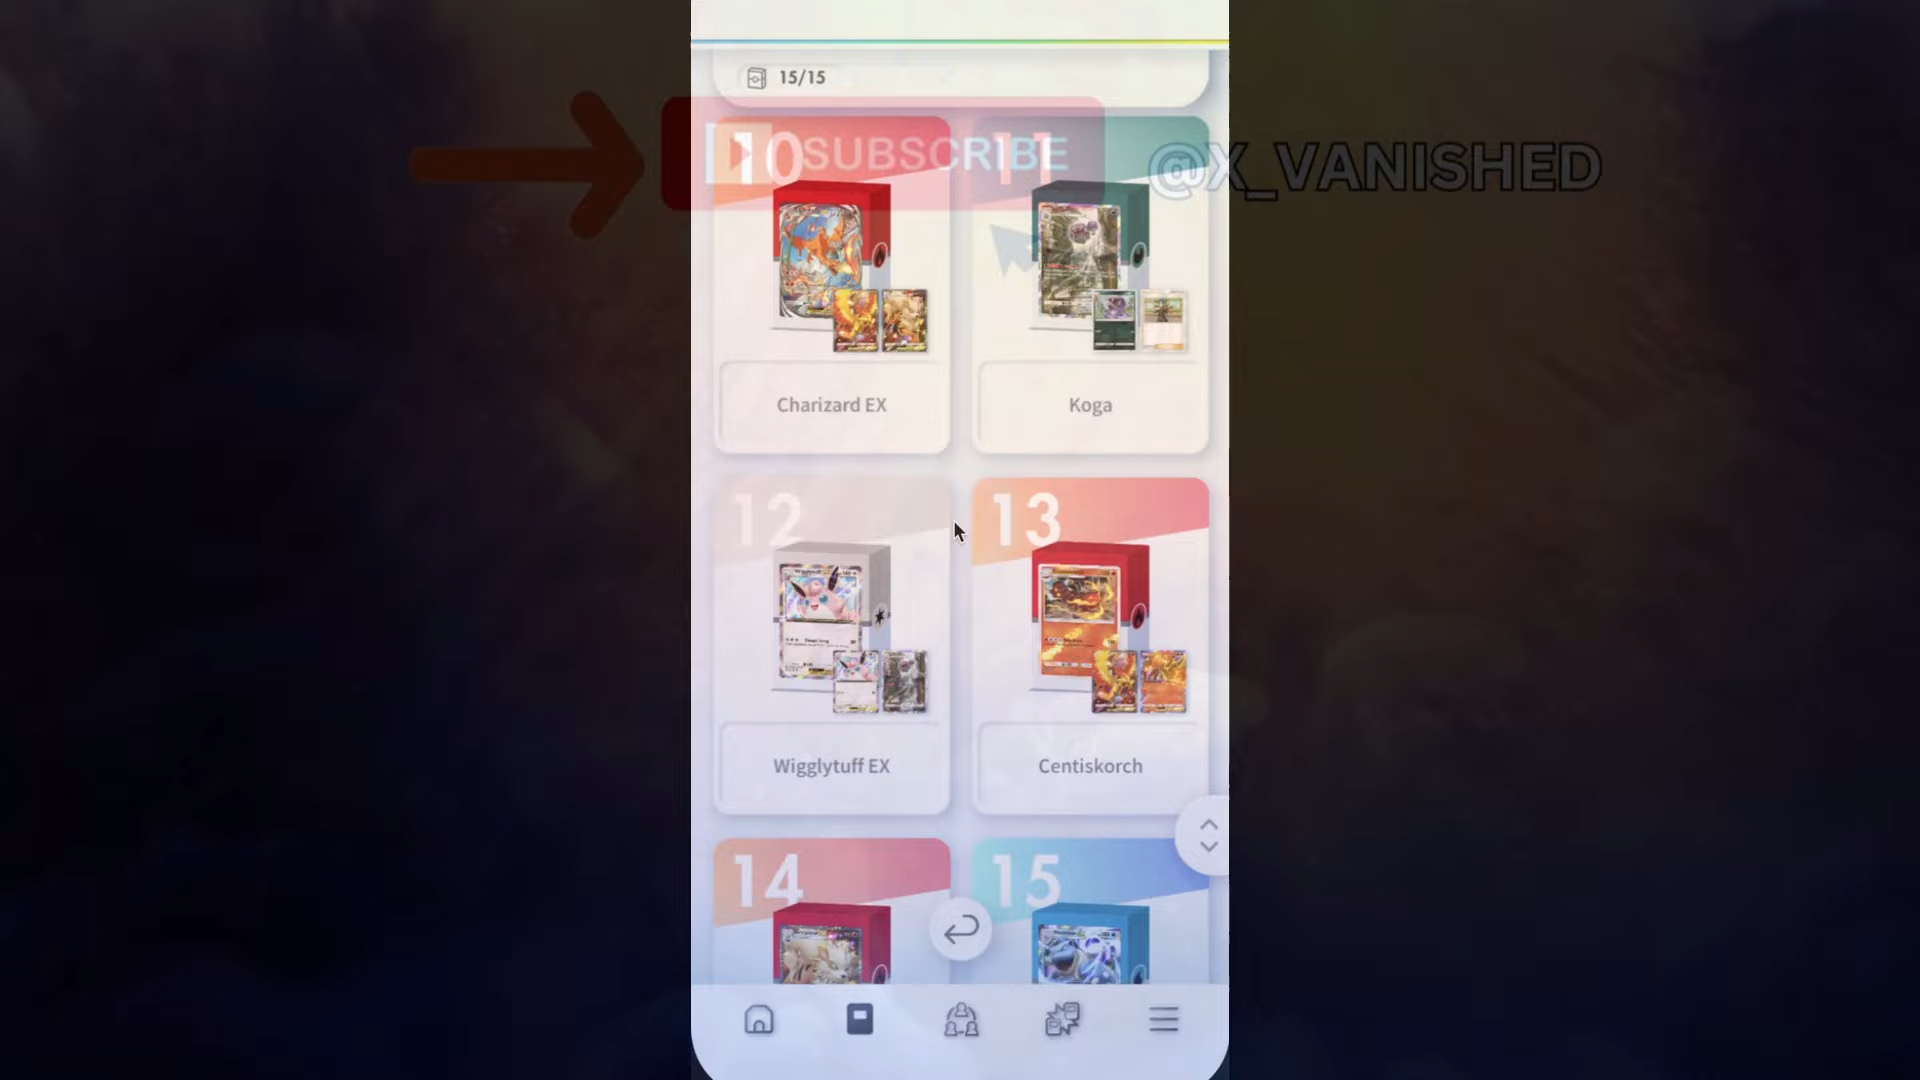 15/15
10
11
SUBSCRIBE
@X_VANISHED
Charizard EX
Koga
12
13
Wigglytuff EX
Centiskorch
14
15